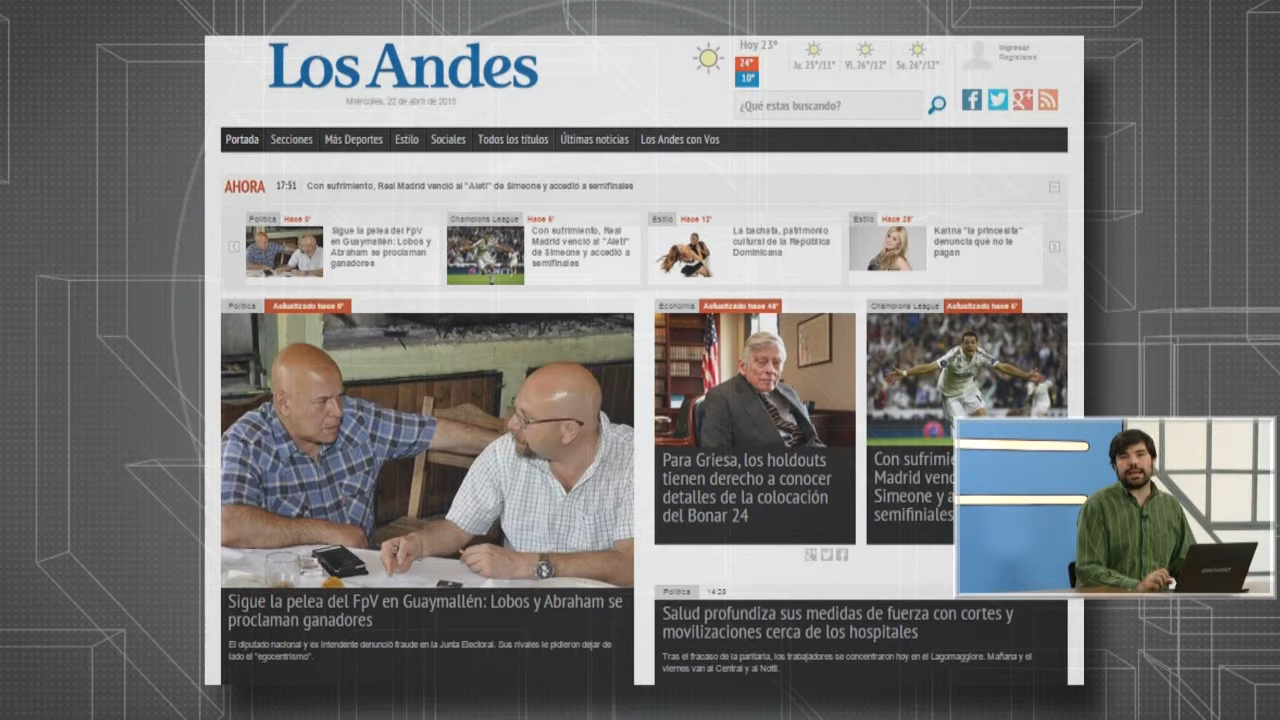 Los Andes
Miércoles, 22 de abril de 2015
Hoy 23°
24°
10°
Ju. 25°/11°
Vi. 26°/12°
Sa. 26°/12°
Ingresar
Registrarse
¿Qué estas buscando?
Portada Secciones Más Deportes Estilo Sociales Todos los títulos Últimas noticias Los Andes con Vos
AHORA 17:51 Con sufrimiento, Real Madrid venció al "Aleti" de Simeone y accedió a semifinales
Política Hace 0'
Sigue la pelea del FpV
en Guaymallén: Lobos y
Abraham se proclaman
ganadores
Champions League Hace 6'
Con sufrimiento, Real
Madrid venció al "Aleti"
de Simeone y accedió a
semifinales
Estilo Hace 12'
La bachata, patrimonio
cultural de la República
Dominicana
Estilo Hace 28'
Karina "la princesita"
denuncia que no le
pagan
Política Actualizado hace 0'
Sigue la pelea del FpV en Guaymallén: Lobos y Abraham se
proclaman ganadores
El diputado nacional y ex intendente denunció fraude en la Junta Electoral. Sus rivales le pidieron dejar de
lado el "egocentrismo".
Economía Actualizado hace 46'
Para Griesa, los holdouts
tienen derecho a conocer
detalles de la colocación
del Bonar 24
Champions League Actualizado hace 6'
Con sufrimie
Madrid venc
Simeone y a
semifiniales
Política 14:20
Salud profundiza sus medidas de fuerza con cortes y
movilizaciones cerca de los hospitales
Tras el fracaso de la paritaria, los trabajadores se concentraron hoy en el Lagomaggiore. Mañana y el
viernes van al Central y al Notti.